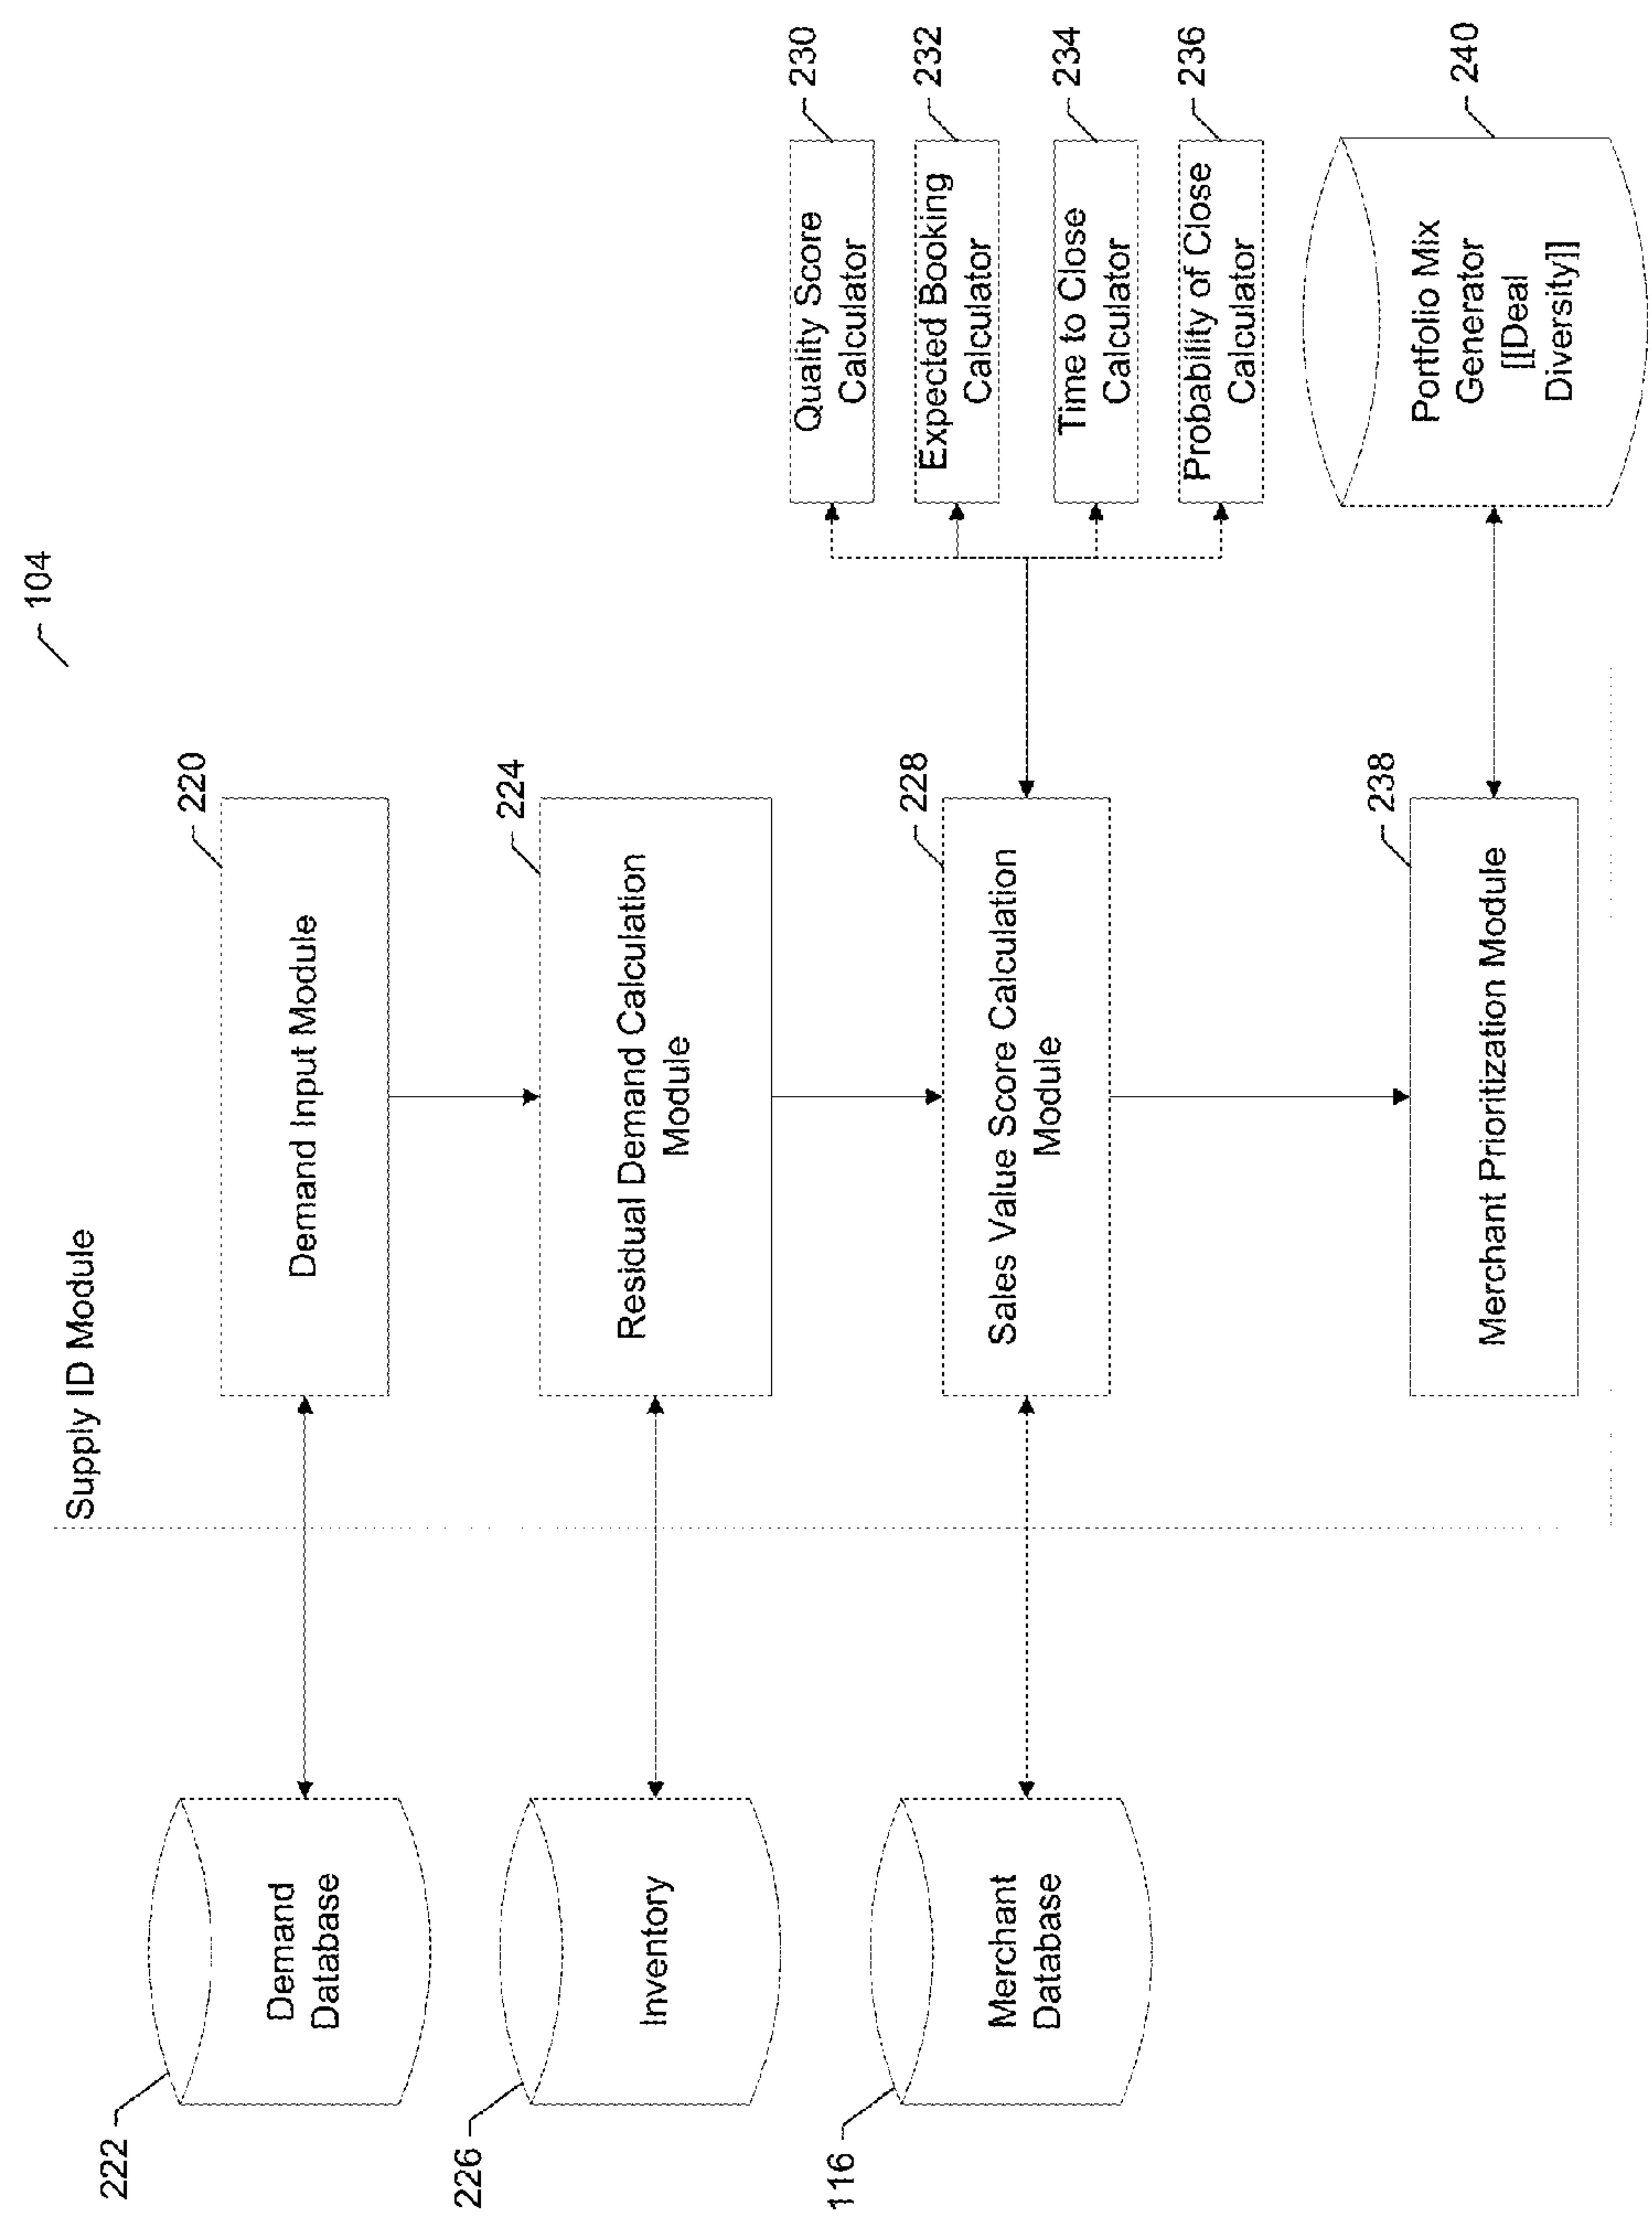 104
Supply ID Module
222
Demand
Database
220
Demand Input Module
226
Inventory
224
Residual Demand Calculation
Module
116
Merchant
Database
228
Sales Value Score Calculation
Module
230
Quality Score
Calculator
232
Expected Booking
Calculator
234
Time to Close
Calculator
236
Probability of Close
Calculator
238
Merchant Prioritization Module
240
Portfolio Mix
Generator
[[Deal
Diversity]]